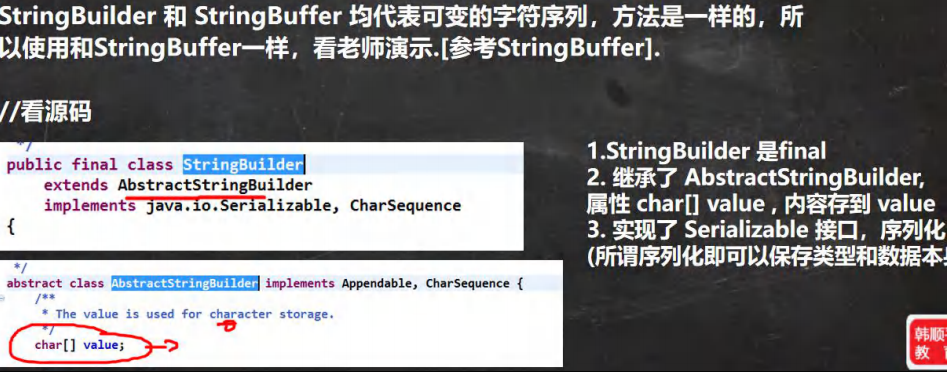 StringBuilder 和 StringBuffer 均代表可变的字符序列，方法是一样的，所
以使用和StringBuffer一样，看老师演示.[参考StringBuffer].
//看源码
*/
public final class StringBuilder
extends AbstractStringBuilder
implements java.io.Serializable, CharSequence
{
*/
abstract class AbstractStringBuilder implements Appendable, CharSequence {
/**
* The value is used for character storage.
*/
char[] value;
1.StringBuilder 是final
2. 继承了 AbstractStringBuilder,
属性 char[] value , 内容存到 value
3. 实现了 Serializable 接口，序列化
(所谓序列化即可以保存类型和数据本
韩顺
教